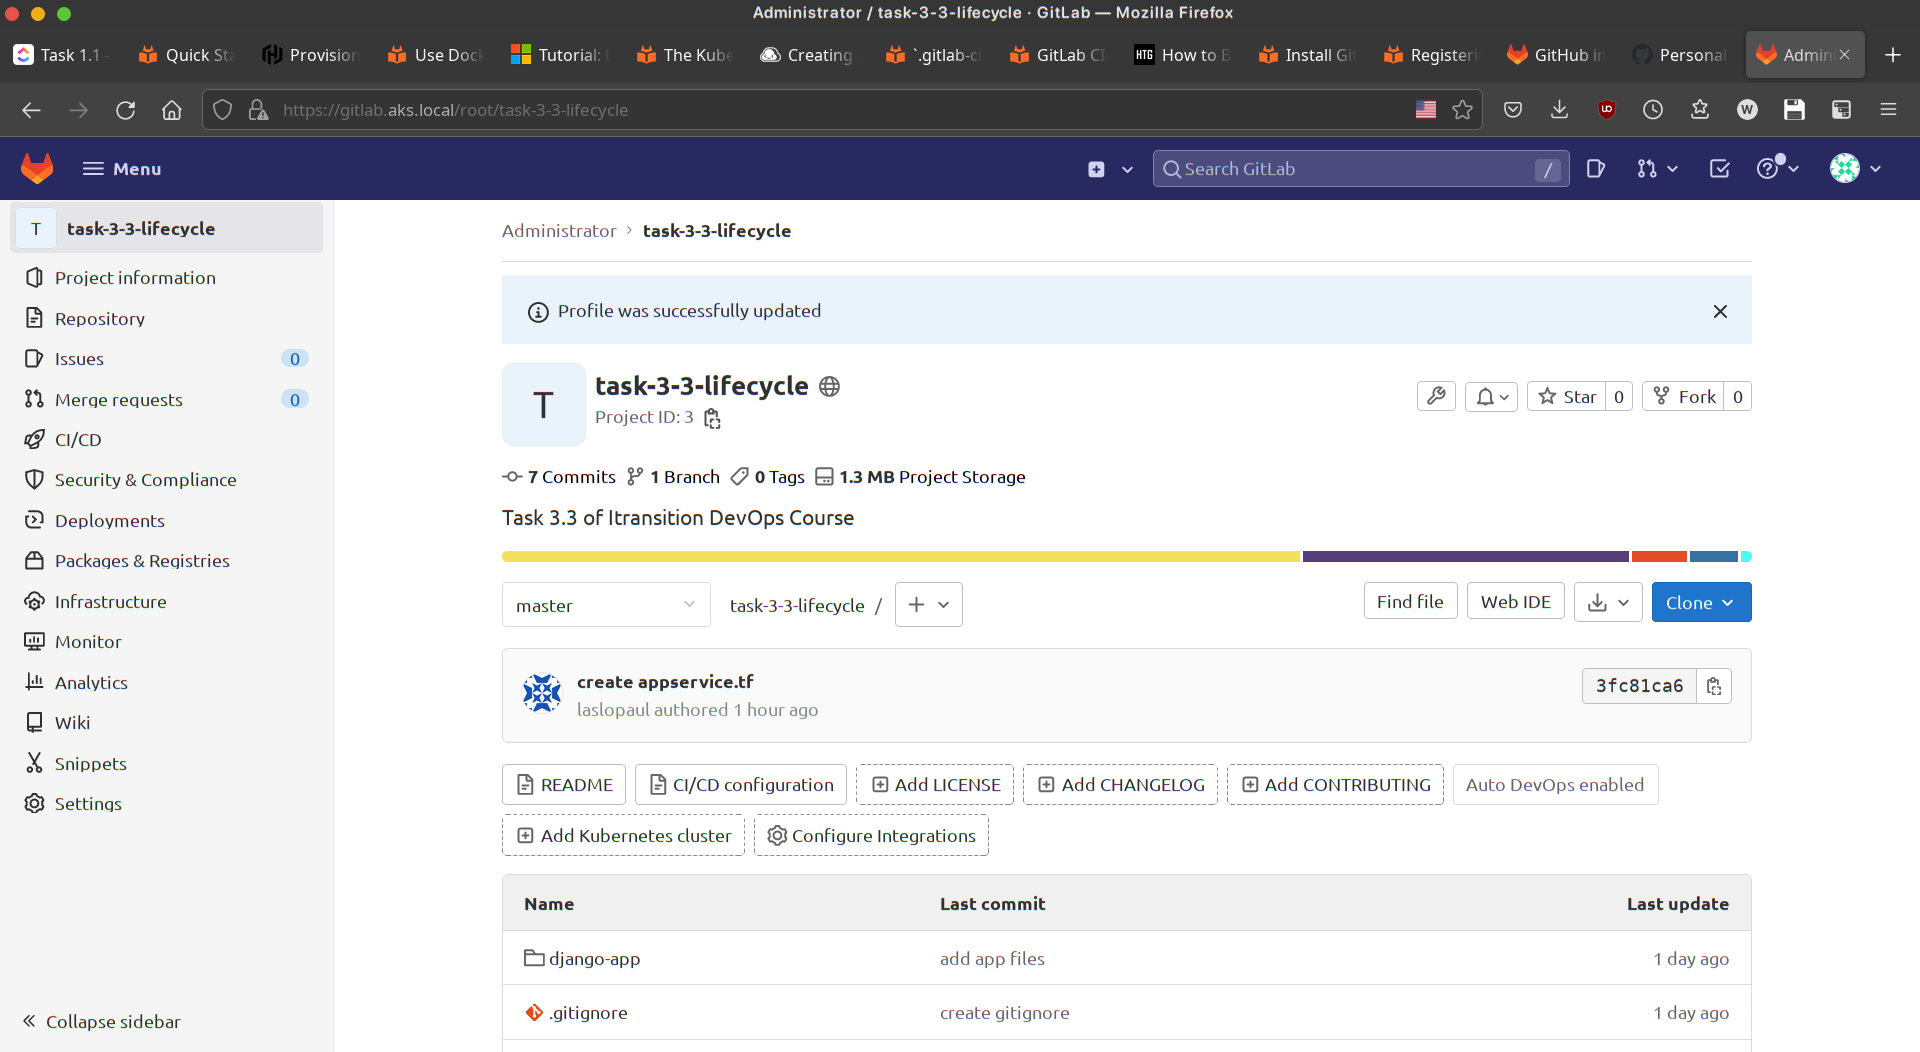 Administrator / task-3-3-lifecycle · GitLab — Mozilla Firefox
Task 1.1 -
Quick Sta
Provision
Use Dock
Tutorial:
The Kube
Creating
`.gitlab-ci
GitLab CI
HTG How to B
Install Git
Registeri
GitHub in
Personal
Admini
https://gitlab.aks.local/root/task-3-3-lifecycle
W
Menu
Search GitLab
/
T task-3-3-lifecycle
Project information
Repository
Issues 0
Merge requests 0
CI/CD
Security & Compliance
Deployments
Packages & Registries
Infrastructure
Monitor
Analytics
Wiki
Snippets
Settings
Collapse sidebar
Administrator › task-3-3-lifecycle
Profile was successfully updated
T
task-3-3-lifecycle
Project ID: 3
Star 0
Fork 0
7 Commits 1 Branch 0 Tags 1.3 MB Project Storage
Task 3.3 of Itransition DevOps Course
master
task-3-3-lifecycle /
Find file
Web IDE
Clone
create appservice.tf
laslopaul authored 1 hour ago
3fc81ca6
README
CI/CD configuration
Add LICENSE
Add CHANGELOG
Add CONTRIBUTING
Auto DevOps enabled
Add Kubernetes cluster
Configure Integrations
Name Last commit Last update
django-app add app files 1 day ago
.gitignore create gitignore 1 day ago